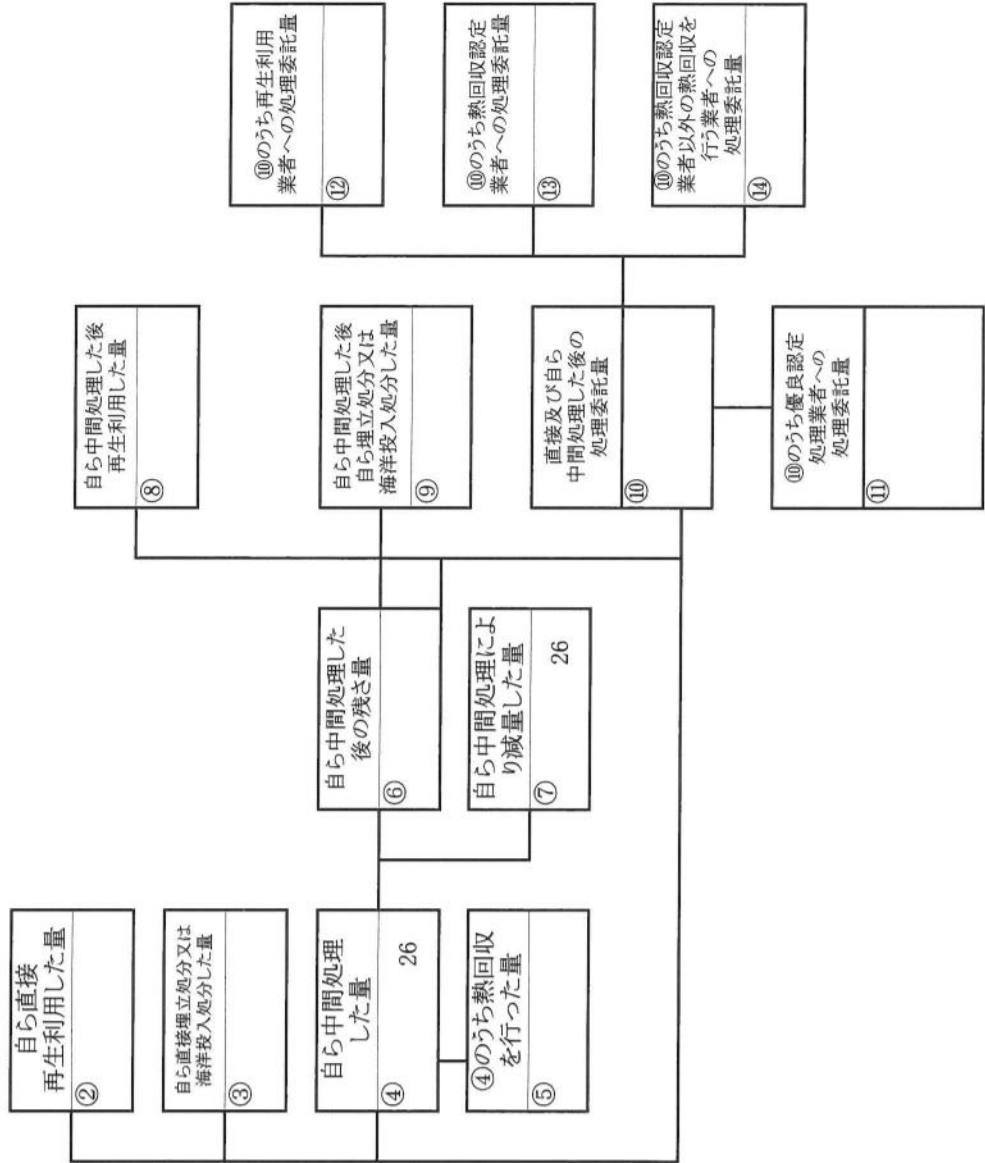 自ら直接
再生利用した量
②
自ら直接埋立処分又は
海洋投入処分した量
③
自ら中間処理
した量
④
26
④のうち熱回収
を行った量
⑤
自ら中間処理した
後の残さ量
⑥
自ら中間処理によ
り減量した量
⑦
26
自ら中間処理した後
再生利用した量
⑧
自ら中間処理した後
自ら埋立処分又は
海洋投入処分した量
⑨
直接及び自ら
中間処理した後の
処理委託量
⑩
⑩のうち優良認定
処理業者への
処理委託量
⑪
⑩のうち再生利用
業者への処理委託量
⑫
⑩のうち熱回収認定
業者への処理委託量
⑬
⑩のうち熱回収認定
業者以外の熱回収を
行う業者への
処理委託量
⑭